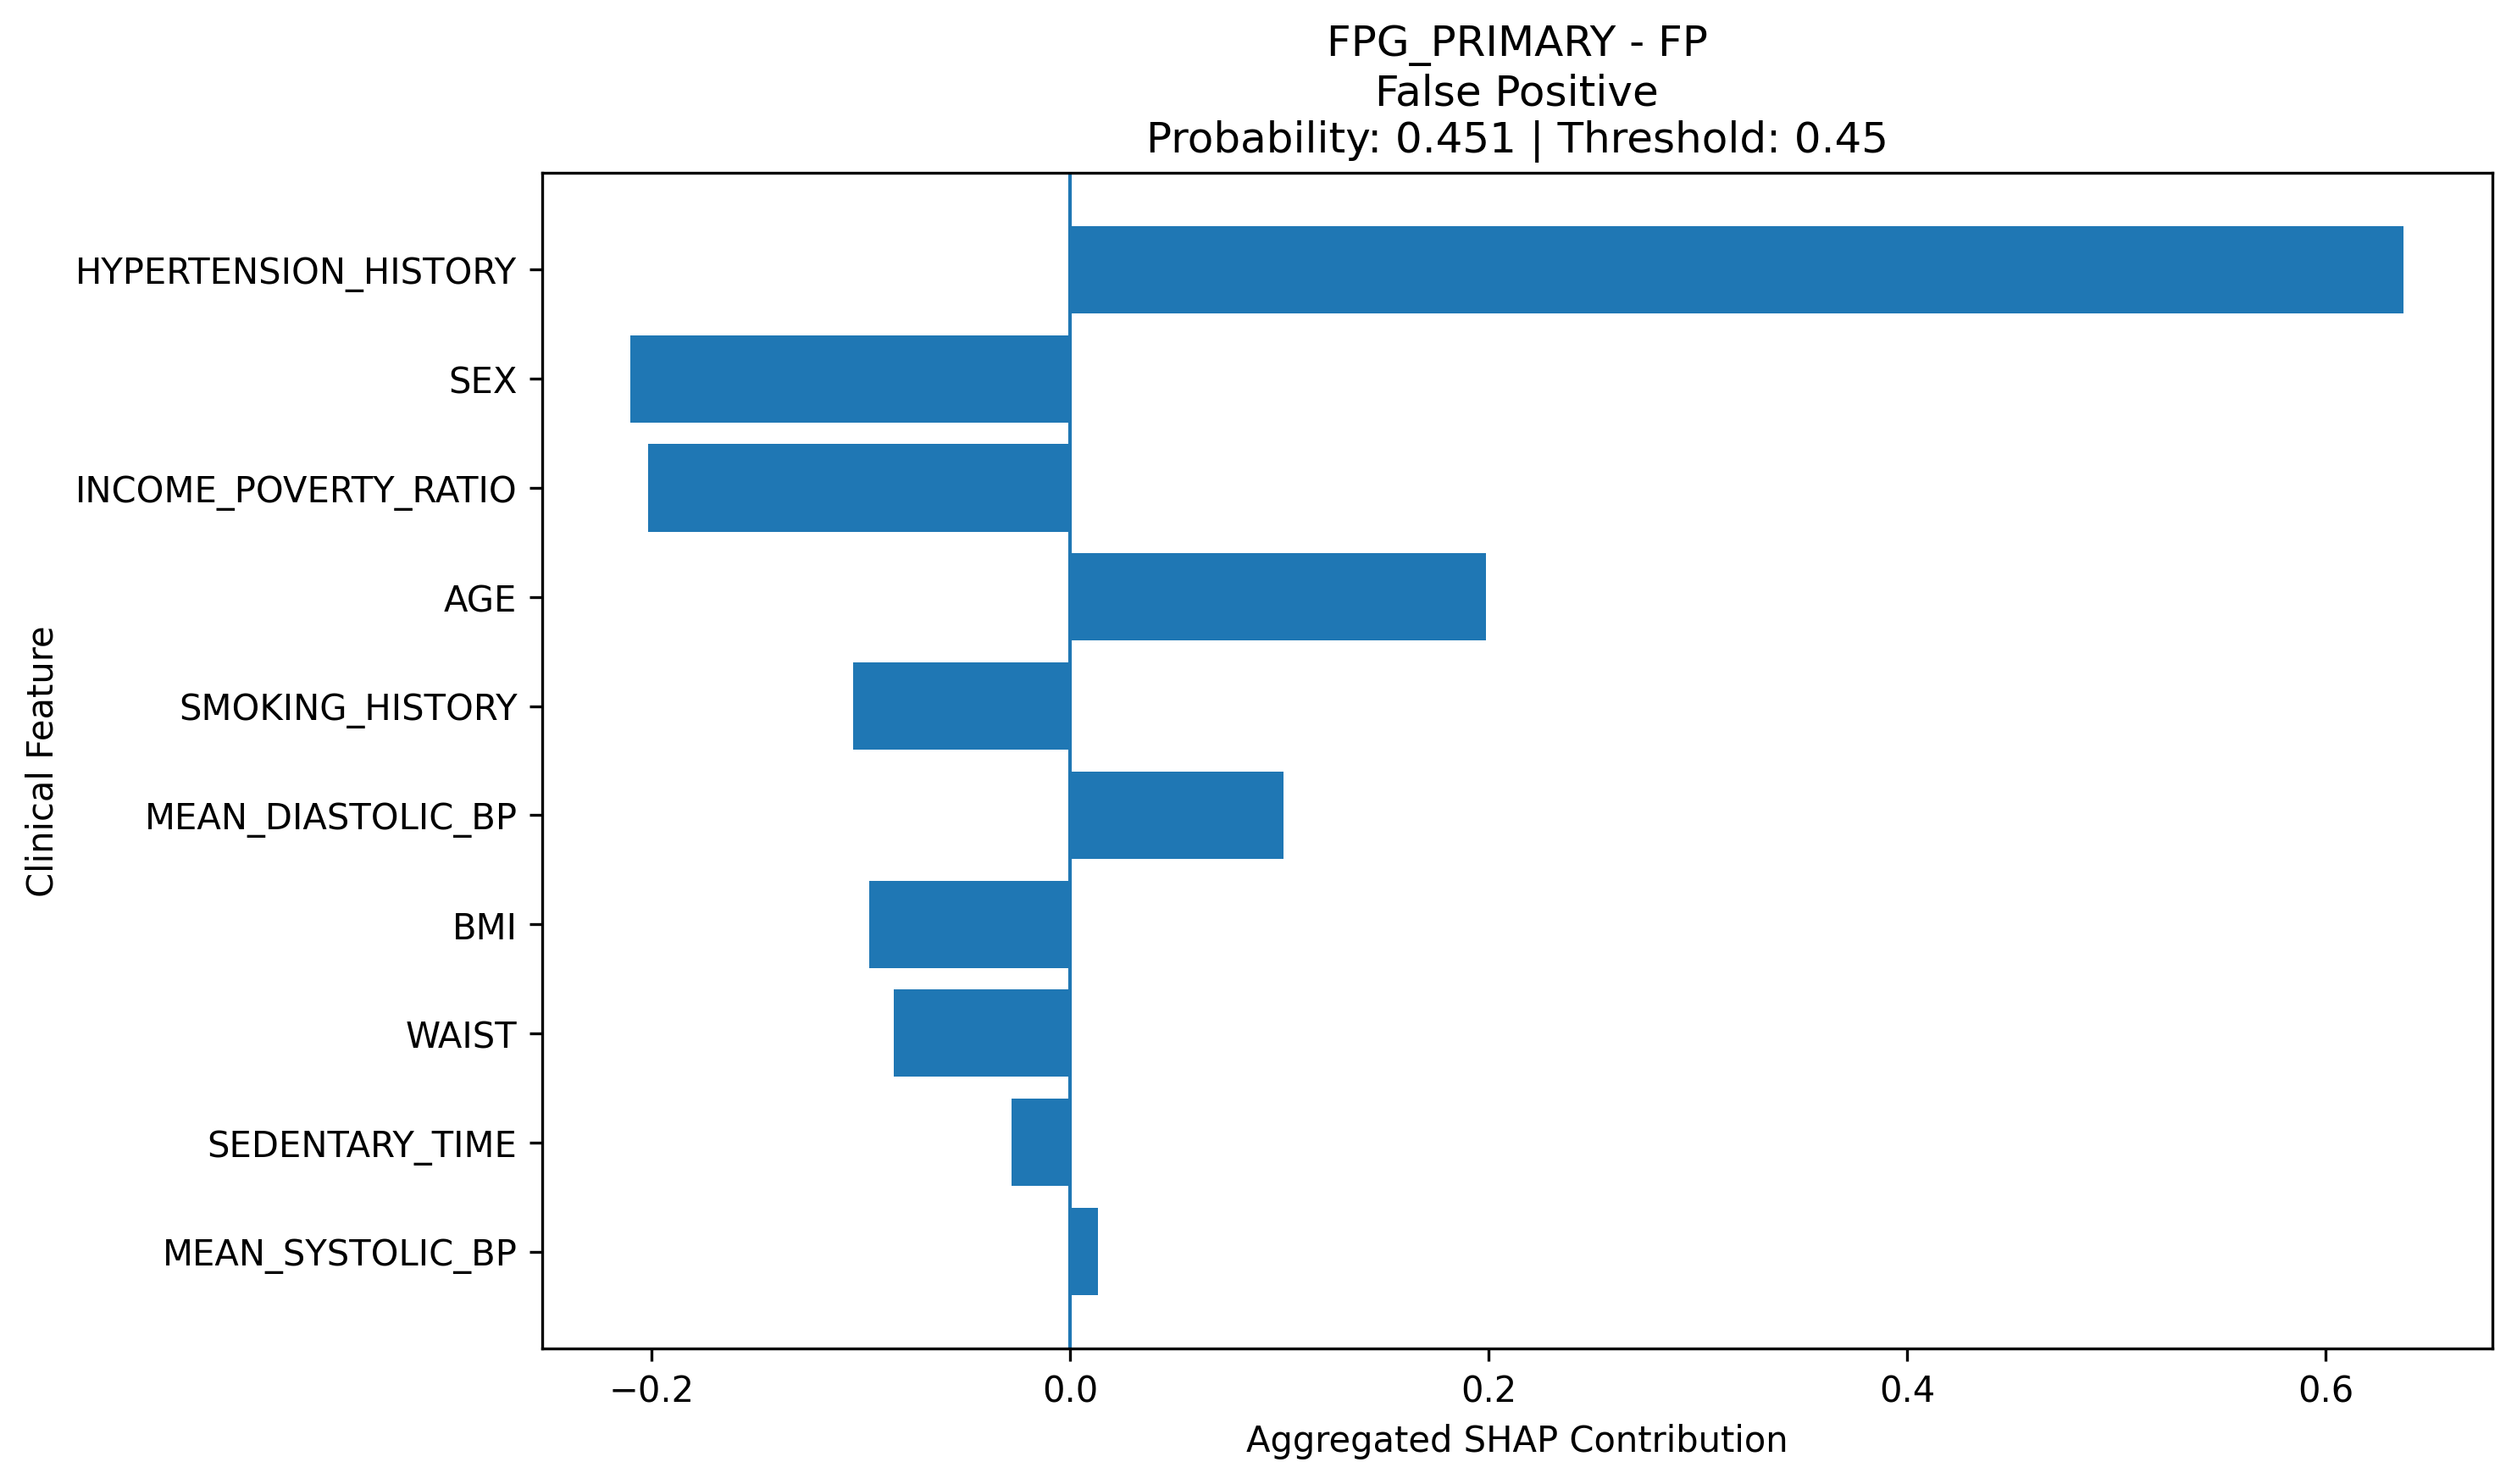 FPG_PRIMARY - FP
False Positive
Probability: 0.451 | Threshold: 0.45
Clinical Feature
HYPERTENSION_HISTORY
SEX
INCOME_POVERTY_RATIO
AGE
SMOKING_HISTORY
MEAN_DIASTOLIC_BP
BMI
WAIST
SEDENTARY_TIME
MEAN_SYSTOLIC_BP
−0.2 0.0 0.2 0.4 0.6
Aggregated SHAP Contribution